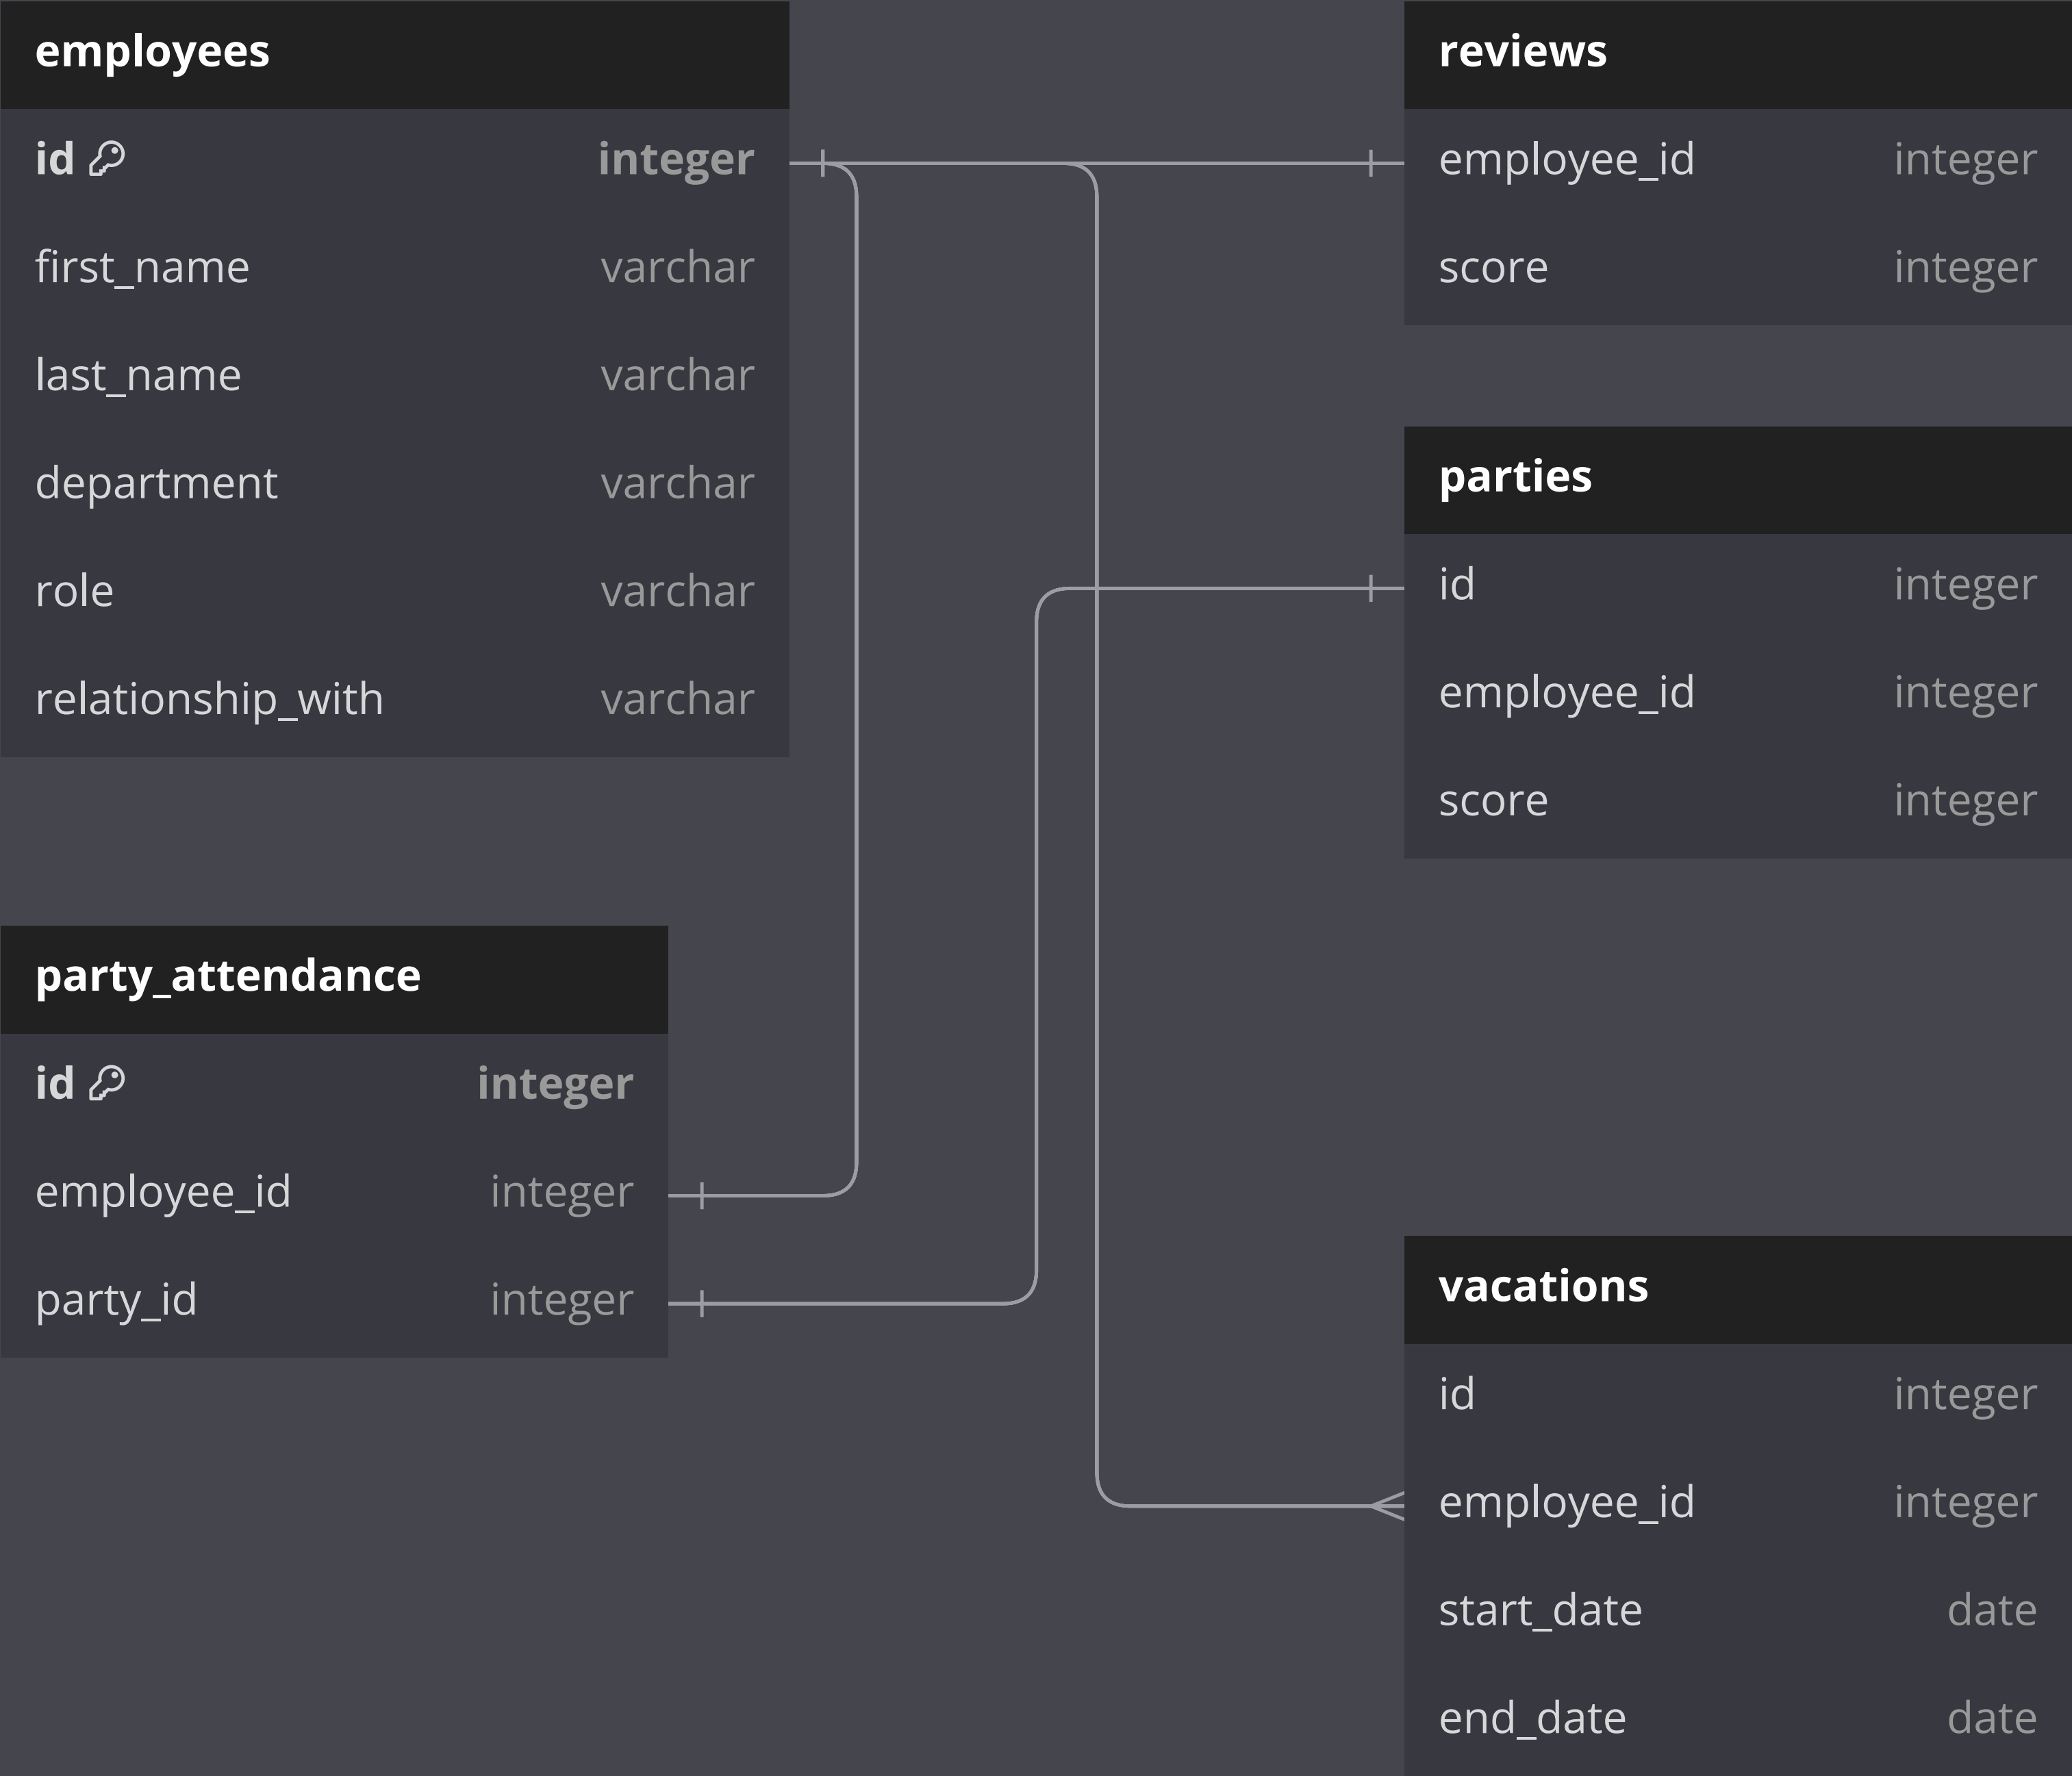 employees
id integer
first_name varchar
last_name varchar
department varchar
role varchar
relationship_with varchar
reviews
employee_id integer
score integer
parties
id integer
employee_id integer
score integer
party_attendance
id integer
employee_id integer
party_id integer
vacations
id integer
employee_id integer
start_date date
end_date date